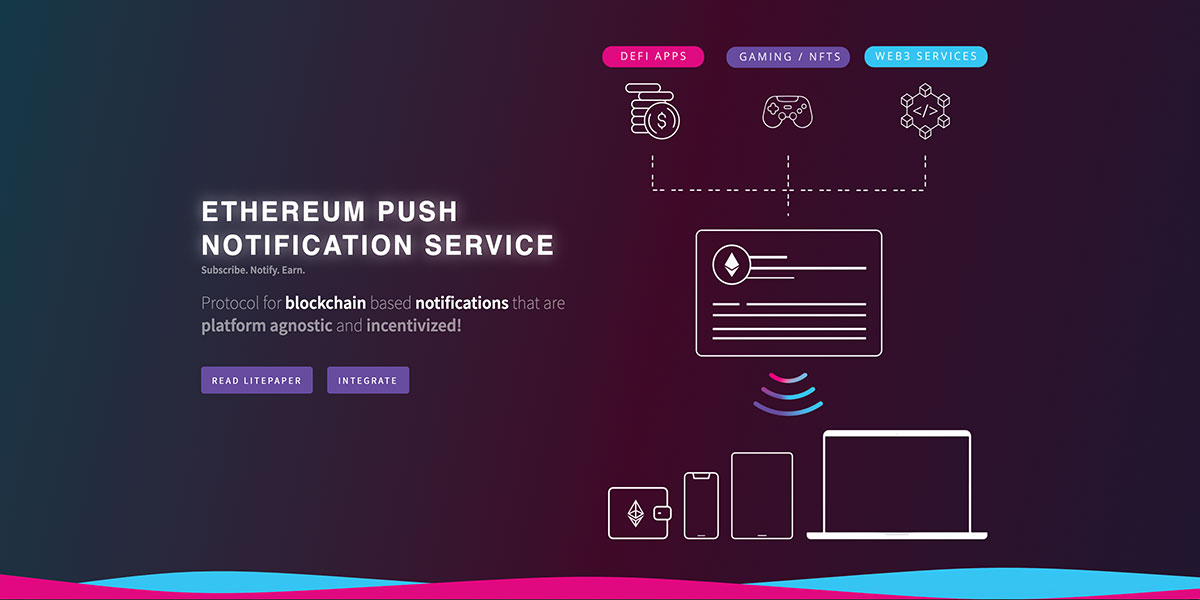 DEFI APPS
GAMING / NFTS
WEB3 SERVICES
$
</>
ETHEREUM PUSH
NOTIFICATION SERVICE
Subscribe. Notify. Earn.
Protocol for blockchain based notifications that are
platform agnostic and incentivized!
READ LITEPAPER
INTEGRATE